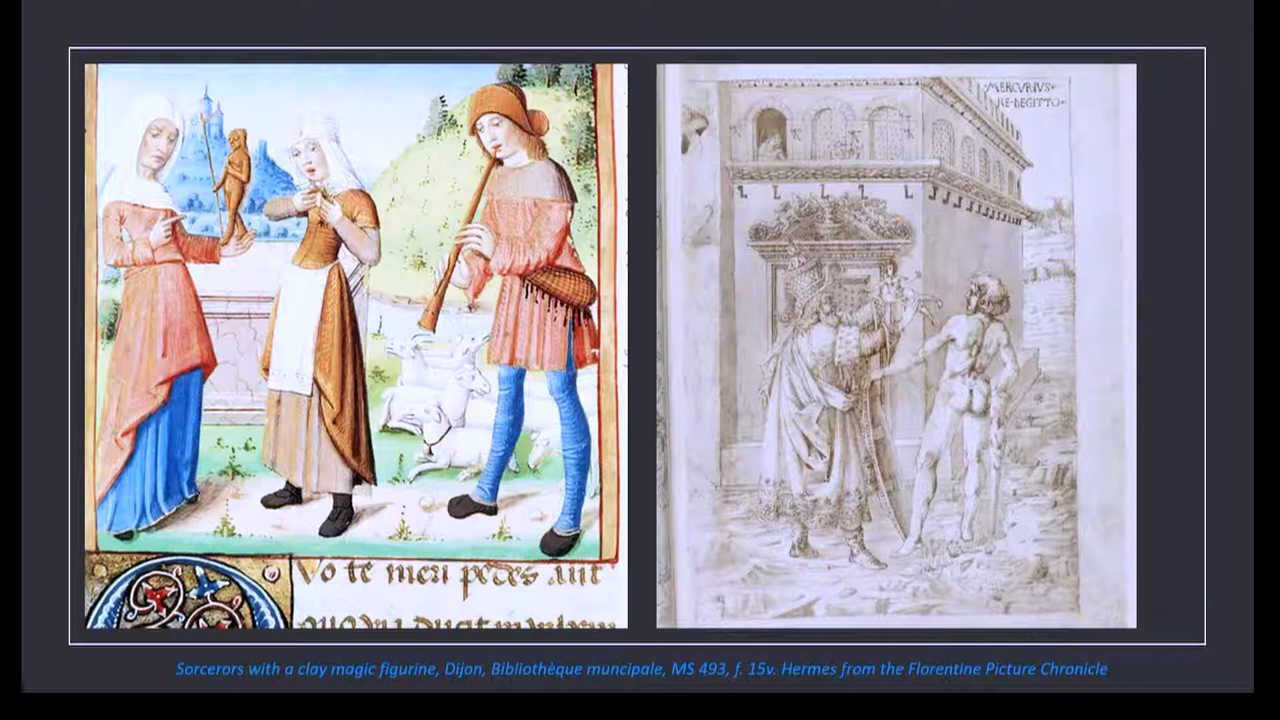 MERCVRIVS
RE·DEGITTO
Vo te meri pedes aut
Sorcerors with a clay magic figurine, Dijon, Bibliothèque muncipale, MS 493, f. 15v. Hermes from the Florentine Picture Chronicle